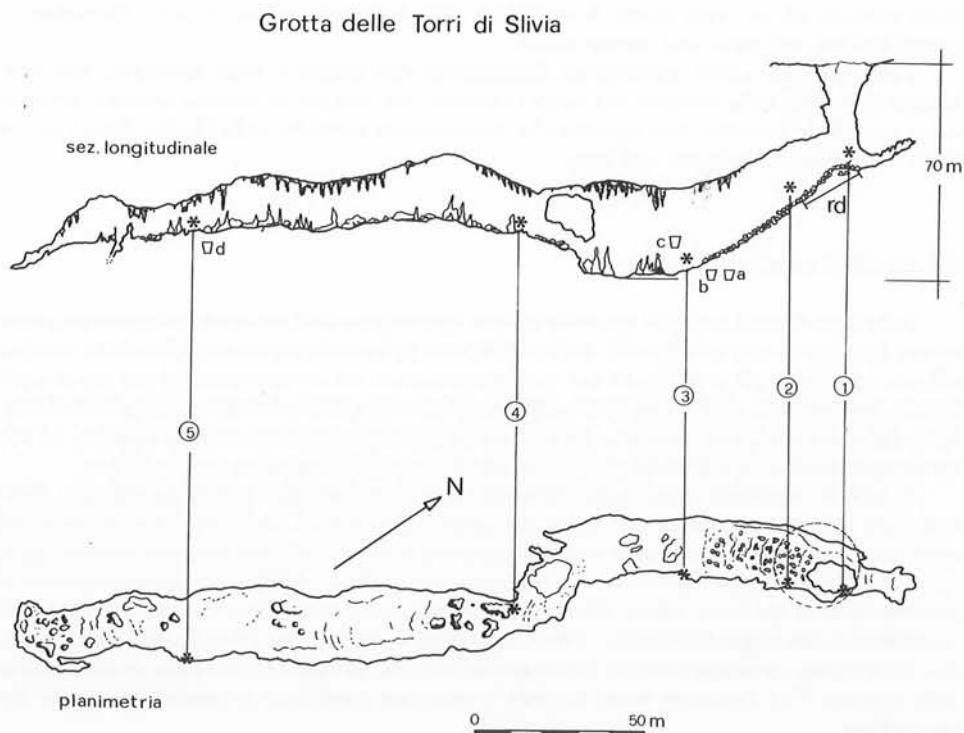 Grotta delle Torri di Slivia
sez. longitudinale
70 m
rd
d
c
b a
5 4 3 2 1
N
planimetria
0 50 m